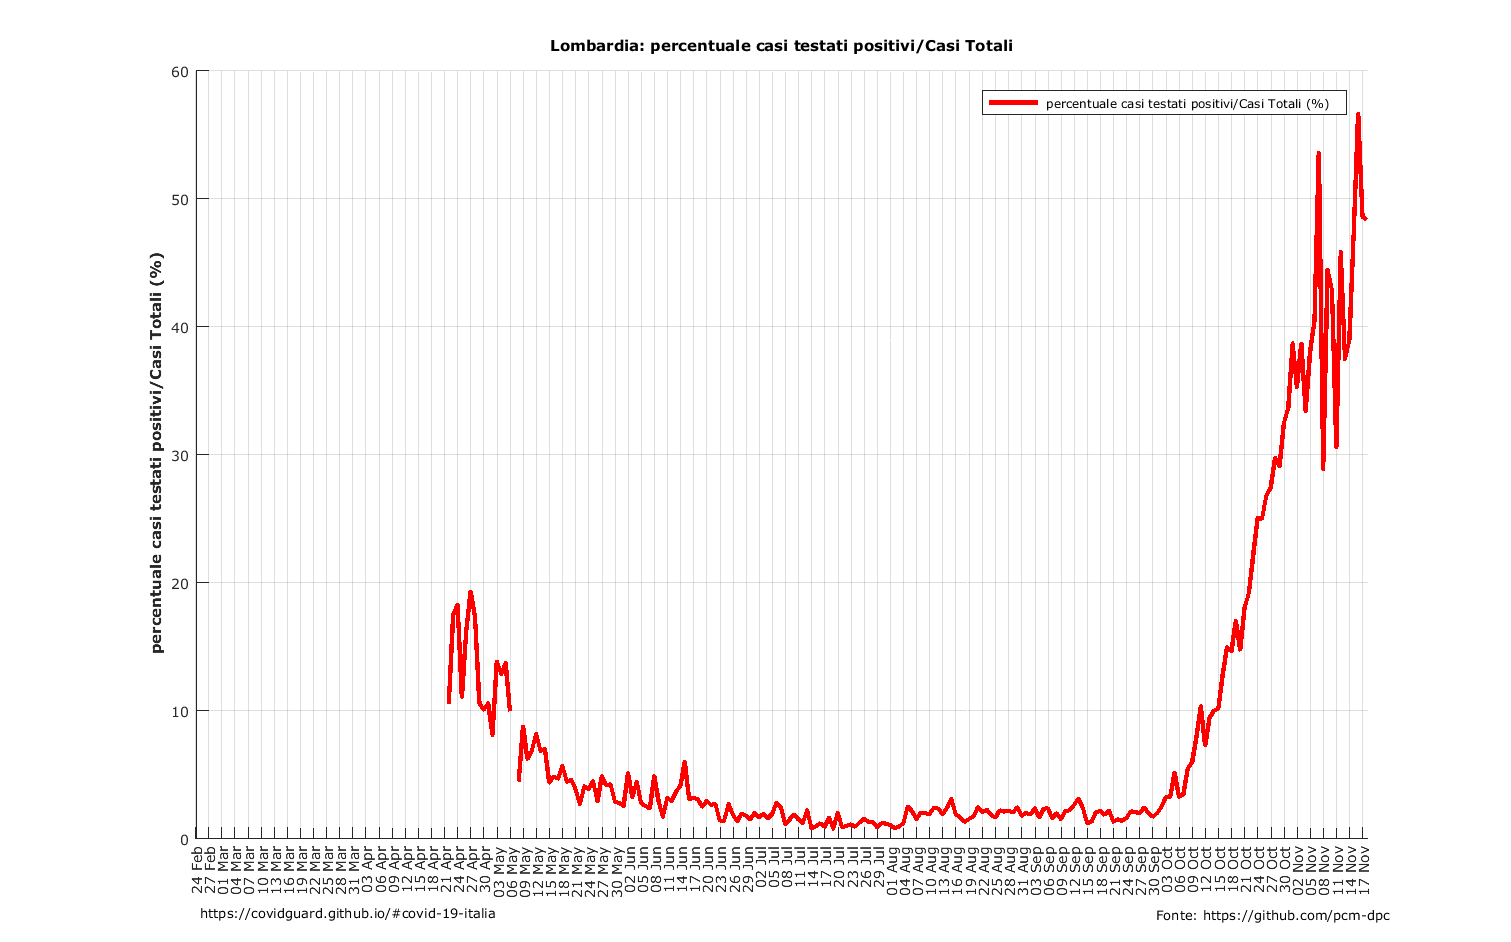 Lombardia: percentuale casi testati positivi/Casi Totali
percentuale casi testati positivi/Casi Totali (%)
percentuale casi testati positivi/Casi Totali (%)
60
50
40
30
20
10
0
24 Feb
27 Feb
01 Mar
04 Mar
07 Mar
10 Mar
13 Mar
16 Mar
19 Mar
22 Mar
25 Mar
28 Mar
31 Mar
03 Apr
06 Apr
09 Apr
12 Apr
15 Apr
18 Apr
21 Apr
24 Apr
27 Apr
30 Apr
03 May
06 May
09 May
12 May
15 May
18 May
21 May
24 May
27 May
30 May
02 Jun
05 Jun
08 Jun
11 Jun
14 Jun
17 Jun
20 Jun
23 Jun
26 Jun
29 Jun
02 Jul
05 Jul
08 Jul
11 Jul
14 Jul
17 Jul
20 Jul
23 Jul
26 Jul
29 Jul
01 Aug
04 Aug
07 Aug
10 Aug
13 Aug
16 Aug
19 Aug
22 Aug
25 Aug
28 Aug
31 Aug
03 Sep
06 Sep
09 Sep
12 Sep
15 Sep
18 Sep
21 Sep
24 Sep
27 Sep
30 Sep
03 Oct
06 Oct
09 Oct
12 Oct
15 Oct
18 Oct
21 Oct
24 Oct
27 Oct
30 Oct
02 Nov
05 Nov
08 Nov
11 Nov
14 Nov
17 Nov
https://covidguard.github.io/#covid-19-italia
Fonte: https://github.com/pcm-dpc